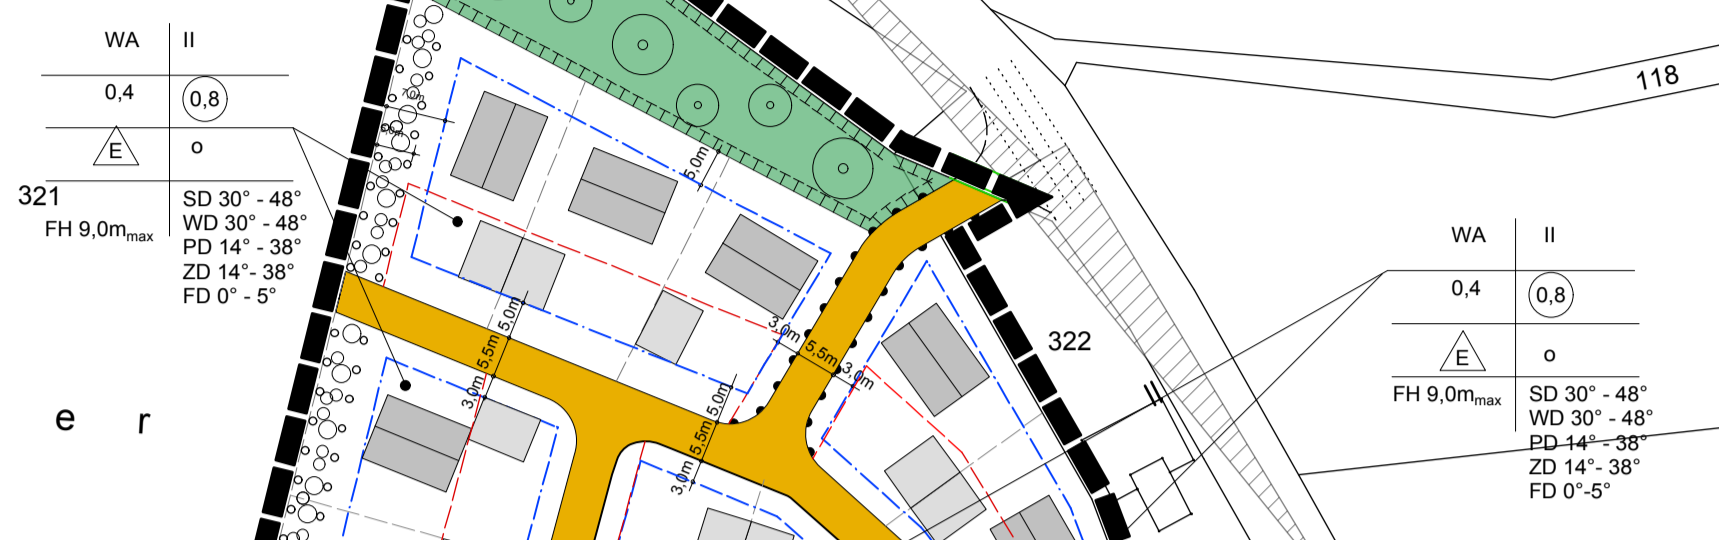 WA II
0,4 0,8
E o
321
FH 9,0mmax
SD 30° - 48°
WD 30° - 48°
PD 14° - 38°
ZD 14°- 38°
FD 0° - 5°
e r
7,0m
5,0m
5,0m
5,5m
3,0m
3,0m
5,5m
3,0m
5,0m
5,5m
3,0m
118
322
WA II
0,4 0,8
E o
FH 9,0mmax
SD 30° - 48°
WD 30° - 48°
PD 14° - 38°
ZD 14°- 38°
FD 0°-5°